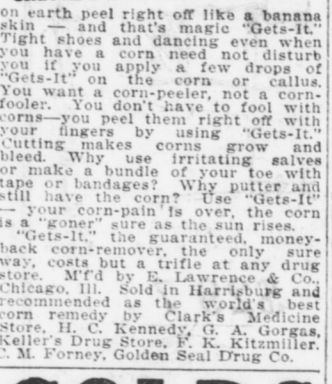 on earth peel right off like a banana
skin — and that's magic "Gets-It."
Tight shoes and dancing even when
you have a corn need not disturb
you if you apply a few drops of
"Gets-It" on the corn or callus.
You want a corn-peeler, not a corn-
fooler. You don't have to fool with
corns—you peel them right off with
your fingers by using "Gets-It."
Cutting makes corns grow and
bleed. Why use irritating salves
or make a bundle of your toe with
tape or bandages? Why putter and
still have the corn? Use "Gets-It"
— your corn-pain is over, the corn
is a "goner" sure as the sun rises.
"Gets-It," the guaranteed, money-
back corn-remover, the only sure
way, costs but a trifle at any drug
store. M'f'd by E. Lawrence & Co.,
Chicago, Ill. Sold in Harrisburg and
recommended as the world's best
corn remedy by Clark's Medicine
Store, H. C. Kennedy, G. A. Gorgas,
Keller's Drug Store, F. K. Kitzmiller.
C. M. Forney, Golden Seal Drug Co.